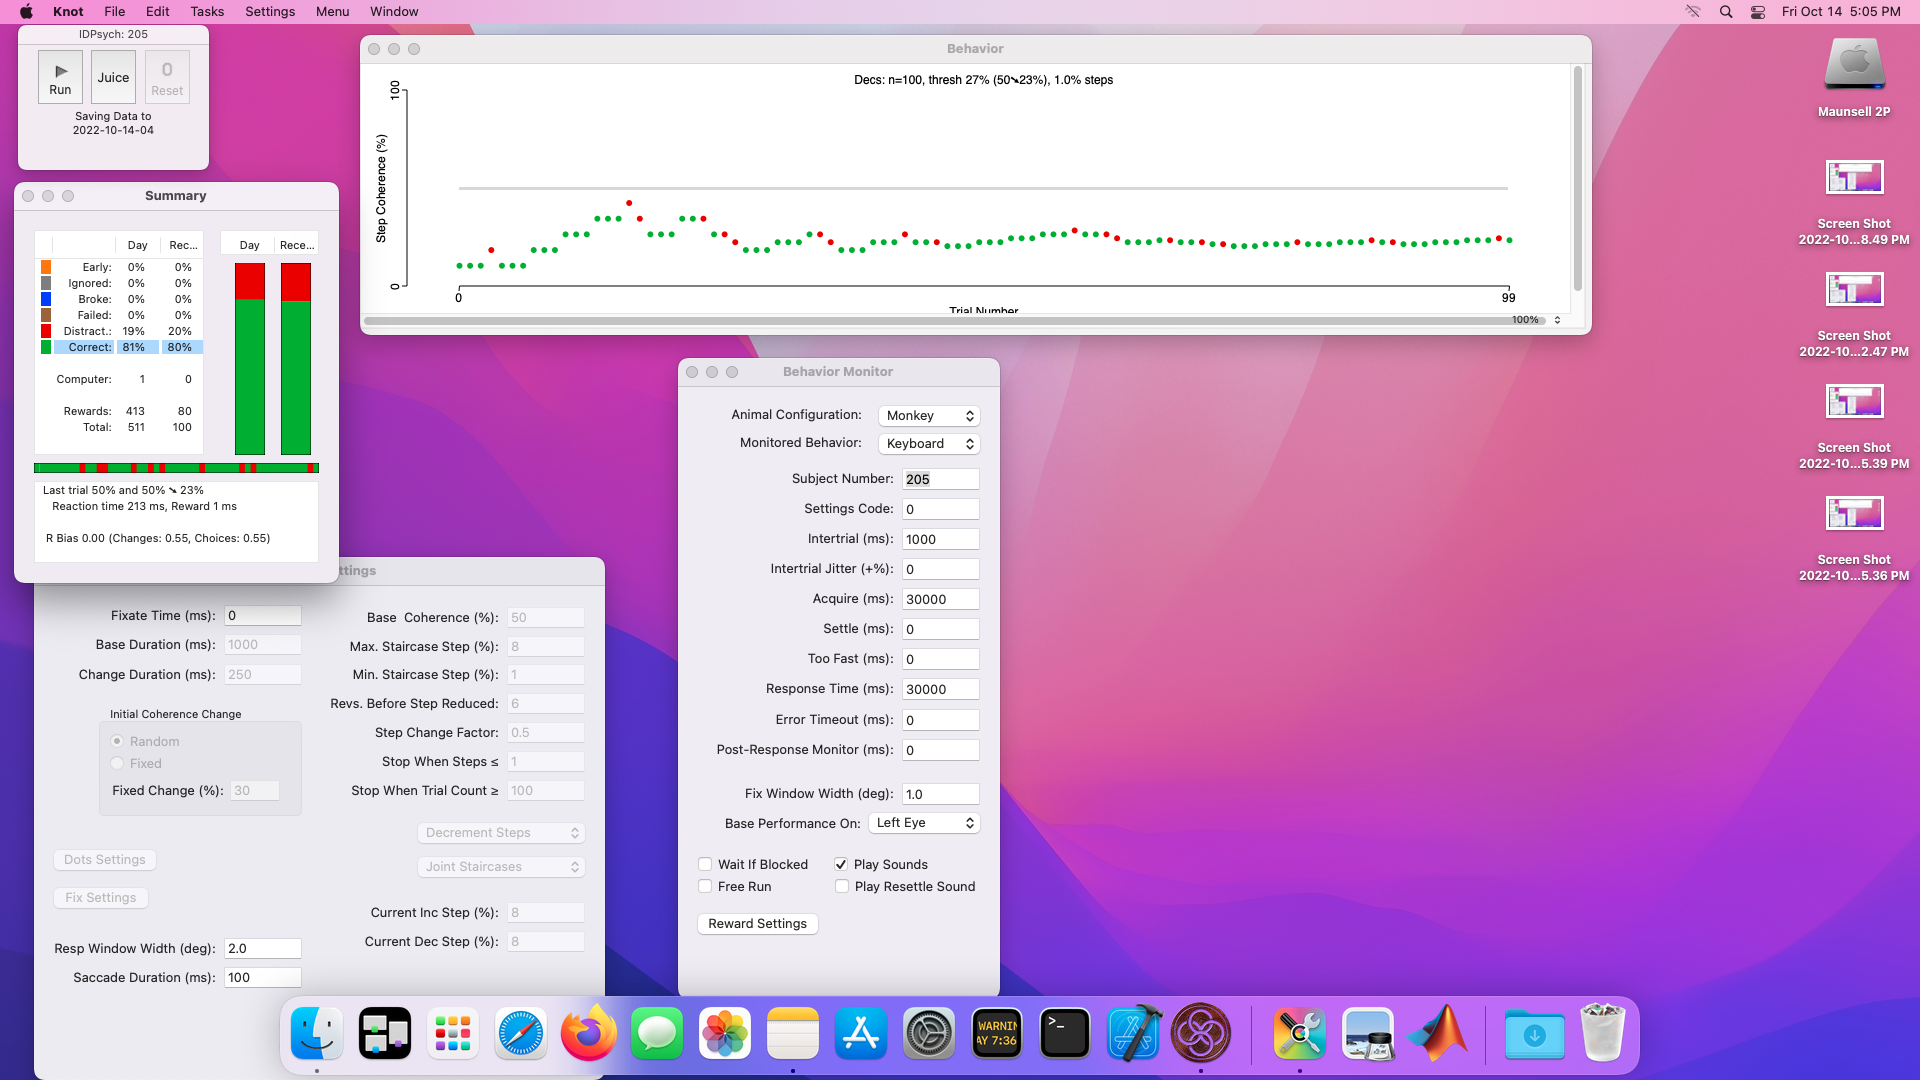 Knot File Edit Tasks Settings Menu Window
Fri Oct 14 5:05 PM
IDPsych: 205
Run
Juice
0
Reset
Saving Data to
2022-10-14-04
Summary
Day Rec...
Early: 0% 0%
Ignored: 0% 0%
Broke: 0% 0%
Failed: 0% 0%
Distract.: 19% 20%
Correct: 81% 80%
Computer: 1 0
Rewards: 413 80
Total: 511 100
Day Rece...
Last trial 50% and 50% ➘ 23%
Reaction time 213 ms, Reward 1 ms
R Bias 0.00 (Changes: 0.55, Choices: 0.55)
Behavior
Decs: n=100, thresh 27% (50➘23%), 1.0% steps
Step Coherence (%)
100
0
0
99
Trial Number
100%
ttings
Fixate Time (ms): 0
Base Duration (ms): 1000
Change Duration (ms): 250
Initial Coherence Change
Random
Fixed
Fixed Change (%): 30
Dots Settings
Fix Settings
Resp Window Width (deg): 2.0
Saccade Duration (ms): 100
Base Coherence (%): 50
Max. Staircase Step (%): 8
Min. Staircase Step (%): 1
Revs. Before Step Reduced: 6
Step Change Factor: 0.5
Stop When Steps ≤ 1
Stop When Trial Count ≥ 100
Decrement Steps
Joint Staircases
Current Inc Step (%): 8
Current Dec Step (%): 8
Behavior Monitor
Animal Configuration: Monkey
Monitored Behavior: Keyboard
Subject Number: 205
Settings Code: 0
Intertrial (ms): 1000
Intertrial Jitter (+%): 0
Acquire (ms): 30000
Settle (ms): 0
Too Fast (ms): 0
Response Time (ms): 30000
Error Timeout (ms): 0
Post-Response Monitor (ms): 0
Fix Window Width (deg): 1.0
Base Performance On: Left Eye
Wait If Blocked
Play Sounds
Free Run
Play Resettle Sound
Reward Settings
Maunsell 2P
Screen Shot
2022-10...8.49 PM
Screen Shot
2022-10...2.47 PM
Screen Shot
2022-10...5.39 PM
Screen Shot
2022-10...5.36 PM
WARNIN
AY 7:36
>_